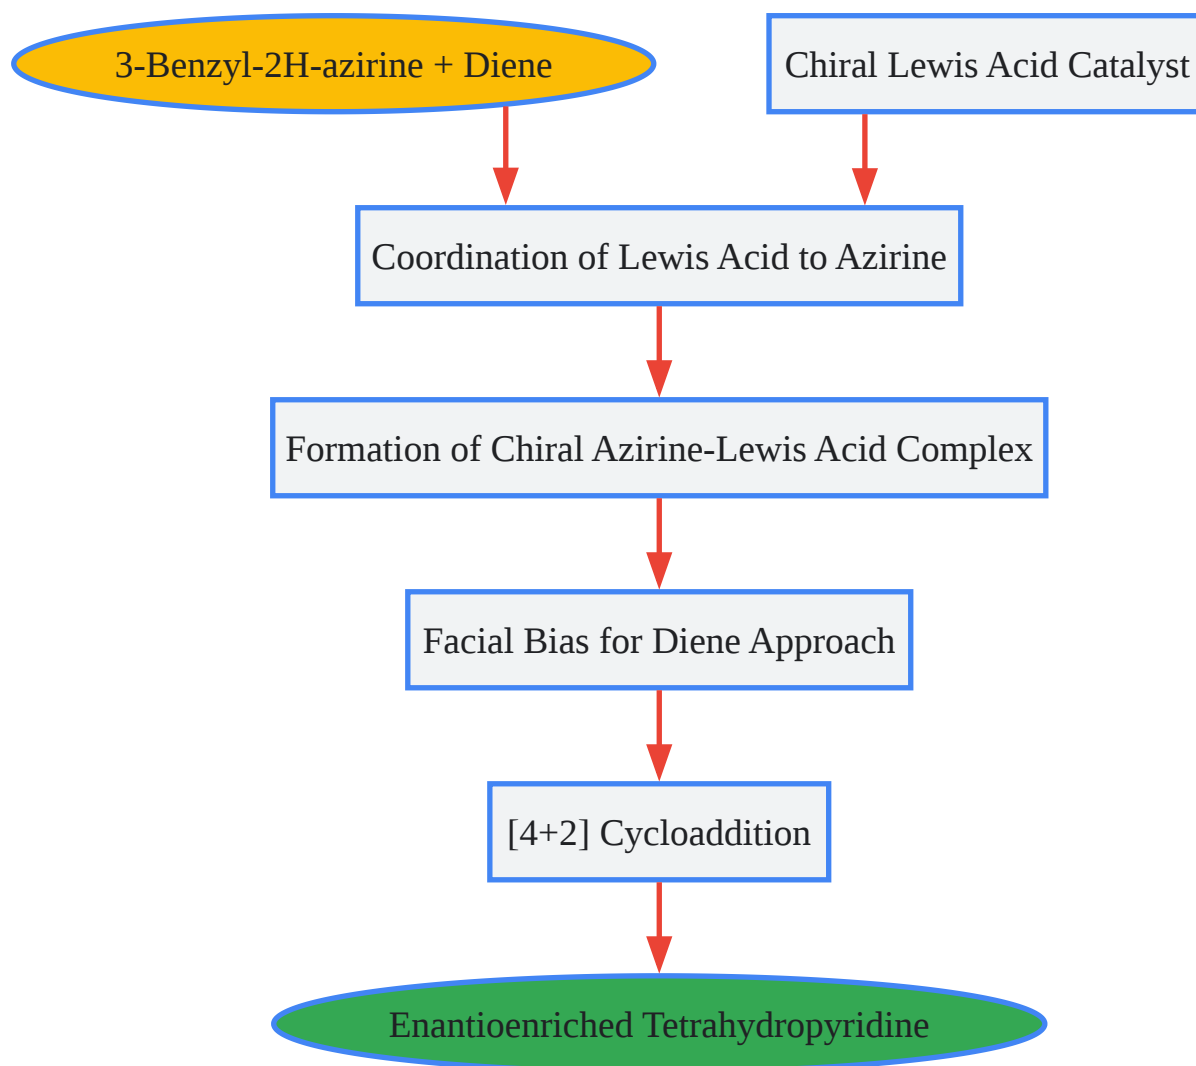 3-Benzyl-2H-azirine + Diene
Chiral Lewis Acid Catalyst
Coordination of Lewis Acid to Azirine
Formation of Chiral Azirine-Lewis Acid Complex
Facial Bias for Diene Approach
[4+2] Cycloaddition
Enantioenriched Tetrahydropyridine